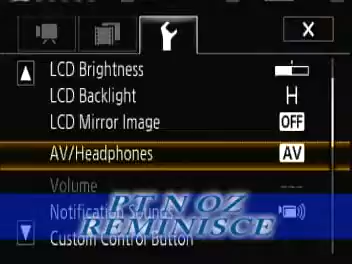 X
LCD Brightness
LCD Backlight H
LCD Mirror Image OFF
AV/Headphones AV
Volume
Notification Sounds
PT N OZ
REMINISCE
Custom Control Button